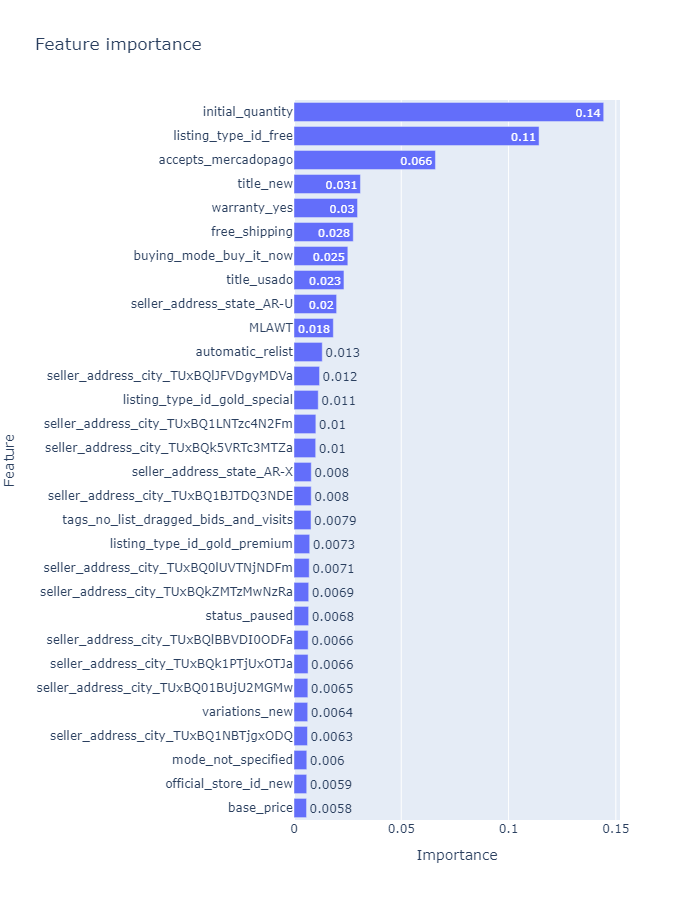 Feature importance
initial_quantity 0.14
listing_type_id_free 0.11
accepts_mercadopago 0.066
title_new 0.031
warranty_yes 0.03
free_shipping 0.028
buying_mode_buy_it_now 0.025
title_usado 0.023
seller_address_state_AR-U 0.02
MLAWT 0.018
automatic_relist 0.013
seller_address_city_TUxBQlJFVDgyMDVa 0.012
listing_type_id_gold_special 0.011
seller_address_city_TUxBQ1LNTzc4N2Fm 0.01
seller_address_city_TUxBQk5VRTc3MTZa 0.01
seller_address_state_AR-X 0.008
seller_address_city_TUxBQ1BJTDQ3NDE 0.008
tags_no_list_dragged_bids_and_visits 0.0079
listing_type_id_gold_premium 0.0073
seller_address_city_TUxBQ0lUVTNjNDFm 0.0071
seller_address_city_TUxBQkZMTzMwNzRa 0.0069
status_paused 0.0068
seller_address_city_TUxBQlBBVDI0ODFa 0.0066
seller_address_city_TUxBQk1PTjUxOTJa 0.0066
seller_address_city_TUxBQ01BUjU2MGMw 0.0065
variations_new 0.0064
seller_address_city_TUxBQ1NBTjgxODQ 0.0063
mode_not_specified 0.006
official_store_id_new 0.0059
base_price 0.0058
0 0.05 0.1 0.15
Importance
Feature